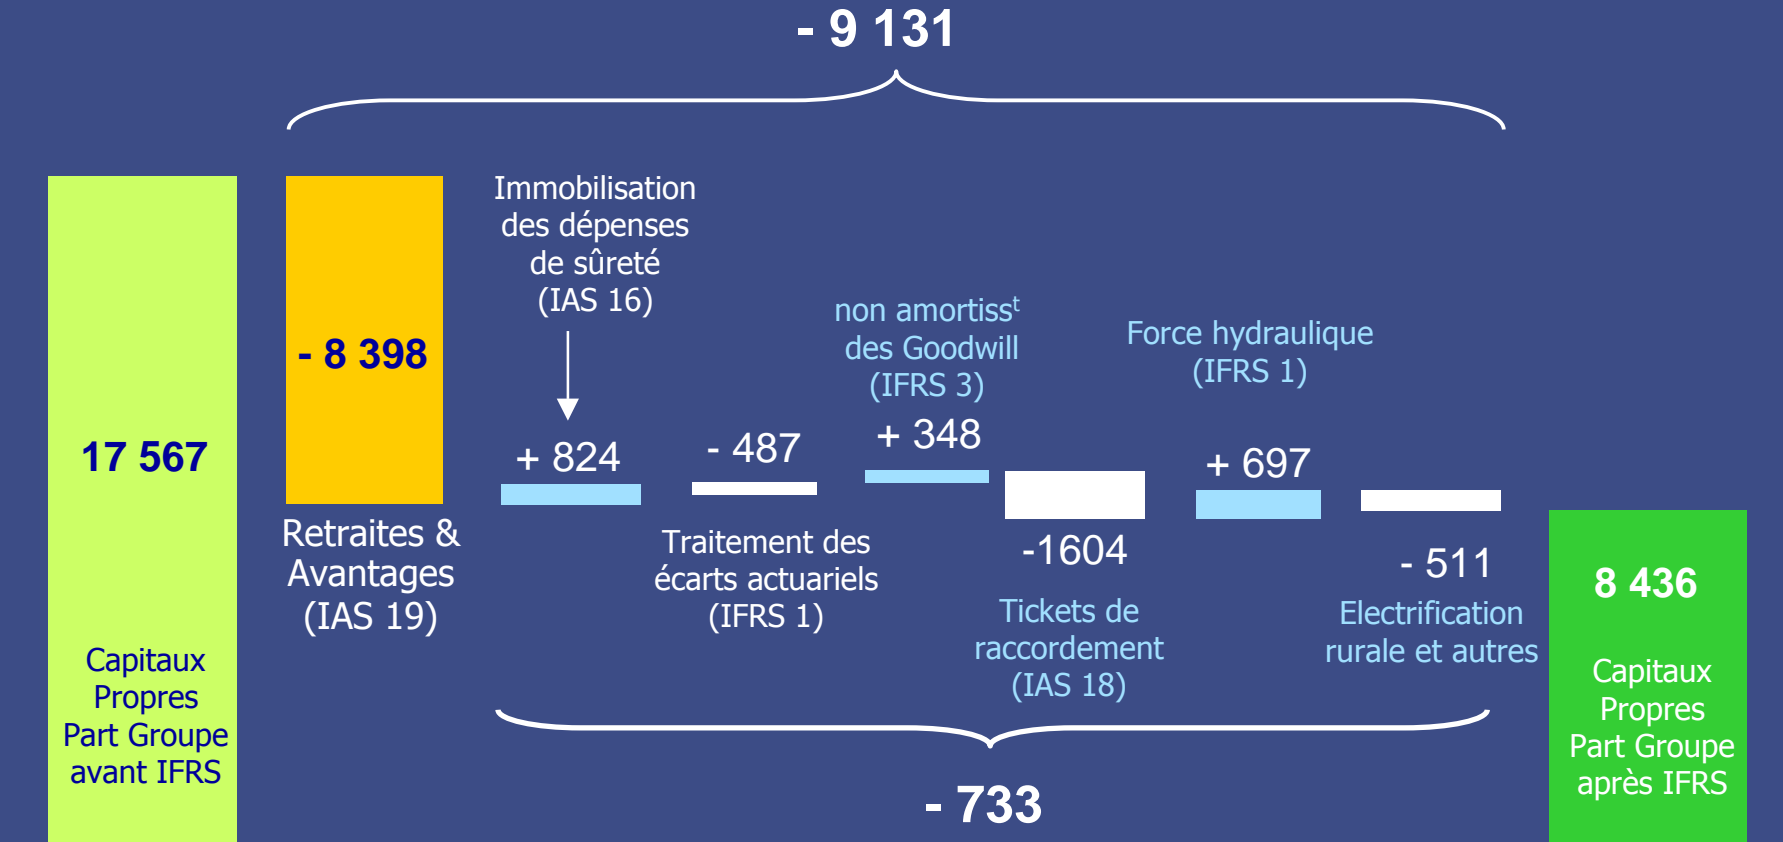 - 9 131
17 567
Capitaux
Propres
Part Groupe
avant IFRS
- 8 398
Retraites &
Avantages
(IAS 19)
Immobilisation
des dépenses
de sûreté
(IAS 16)
+ 824
- 487
Traitement des
écarts actuariels
(IFRS 1)
non amortissᵗ
des Goodwill
(IFRS 3)
+ 348
-1604
Tickets de
raccordement
(IAS 18)
Force hydraulique
(IFRS 1)
+ 697
- 511
Electrification
rurale et autres
8 436
Capitaux
Propres
Part Groupe
après IFRS
- 733